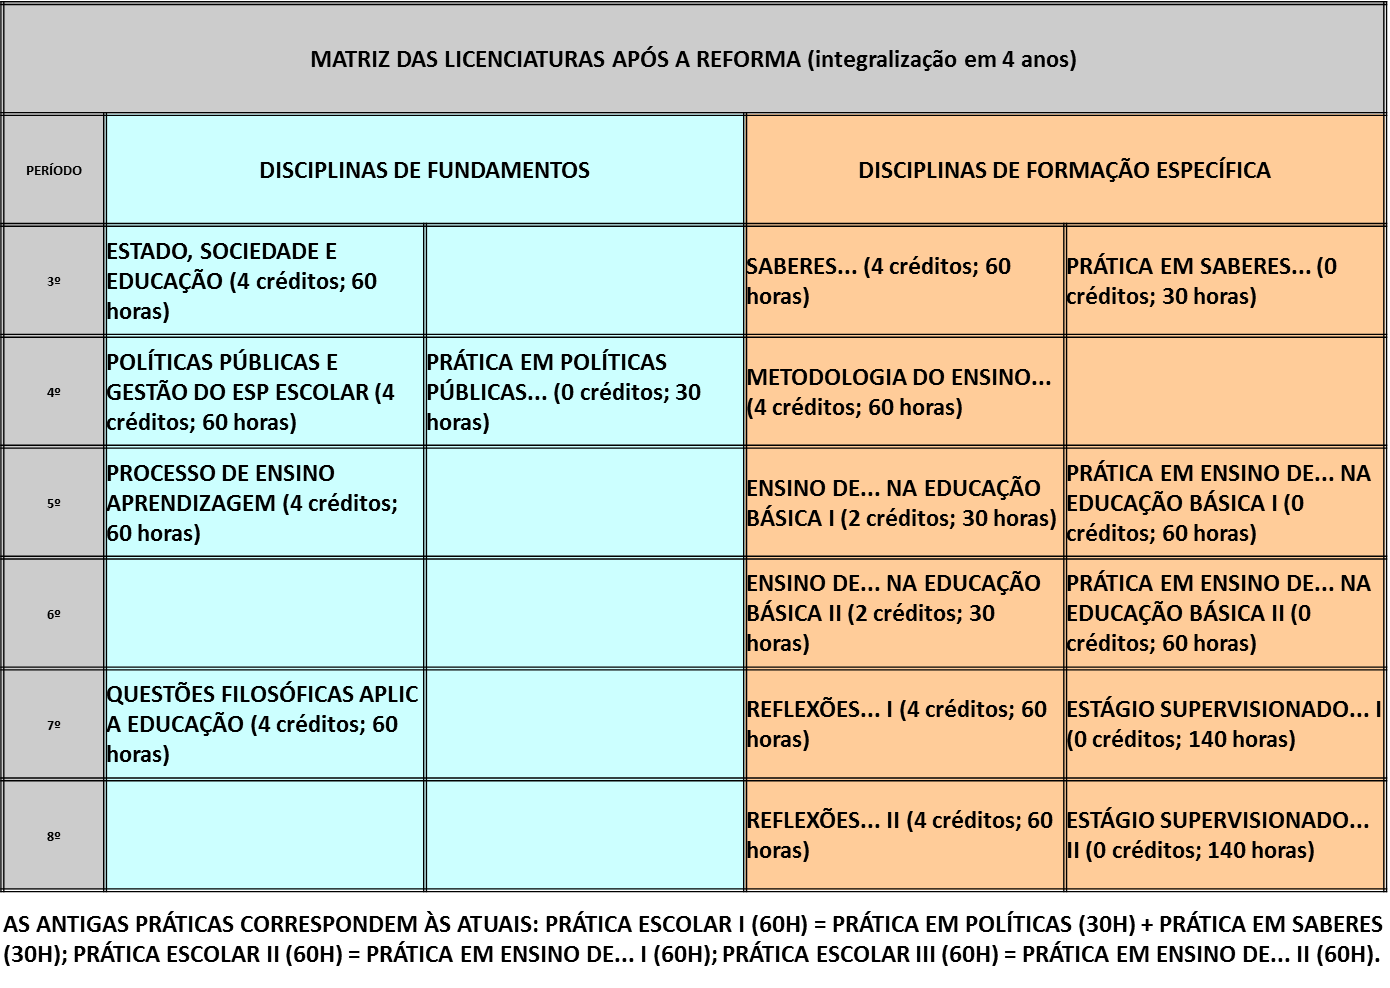 MATRIZ DAS LICENCIATURAS APÓS A REFORMA (integralização em 4 anos)
PERÍODO
DISCIPLINAS DE FUNDAMENTOS
DISCIPLINAS DE FORMAÇÃO ESPECÍFICA
3º
ESTADO, SOCIEDADE E
EDUCAÇÃO (4 créditos; 60
horas)
SABERES... (4 créditos; 60
horas)
PRÁTICA EM SABERES... (0
créditos; 30 horas)
4º
POLÍTICAS PÚBLICAS E
GESTÃO DO ESP ESCOLAR (4
créditos; 60 horas)
PRÁTICA EM POLÍTICAS
PÚBLICAS... (0 créditos; 30
horas)
METODOLOGIA DO ENSINO...
(4 créditos; 60 horas)
5º
PROCESSO DE ENSINO
APRENDIZAGEM (4 créditos;
60 horas)
ENSINO DE... NA EDUCAÇÃO
BÁSICA I (2 créditos; 30 horas)
PRÁTICA EM ENSINO DE... NA
EDUCAÇÃO BÁSICA I (0
créditos; 60 horas)
6º
ENSINO DE... NA EDUCAÇÃO
BÁSICA II (2 créditos; 30
horas)
PRÁTICA EM ENSINO DE... NA
EDUCAÇÃO BÁSICA II (0
créditos; 60 horas)
7º
QUESTÕES FILOSÓFICAS APLIC
A EDUCAÇÃO (4 créditos; 60
horas)
REFLEXÕES... I (4 créditos; 60
horas)
ESTÁGIO SUPERVISIONADO... I
(0 créditos; 140 horas)
8º
REFLEXÕES... II (4 créditos; 60
horas)
ESTÁGIO SUPERVISIONADO...
II (0 créditos; 140 horas)
AS ANTIGAS PRÁTICAS CORRESPONDEM ÀS ATUAIS: PRÁTICA ESCOLAR I (60H) = PRÁTICA EM POLÍTICAS (30H) + PRÁTICA EM SABERES
(30H); PRÁTICA ESCOLAR II (60H) = PRÁTICA EM ENSINO DE... I (60H); PRÁTICA ESCOLAR III (60H) = PRÁTICA EM ENSINO DE... II (60H).